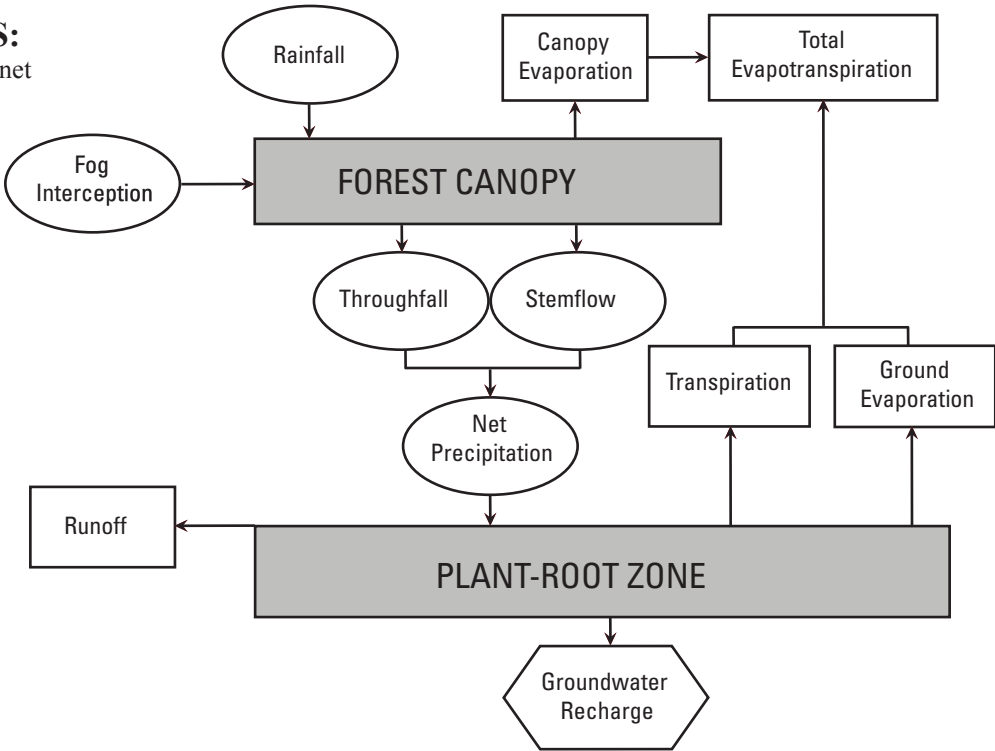 S:
net
Rainfall
Canopy
Evaporation
Total
Evapotranspiration
Fog
Interception
FOREST CANOPY
Throughfall
Stemflow
Transpiration
Ground
Evaporation
Net
Precipitation
Runoff
PLANT-ROOT ZONE
Groundwater
Recharge